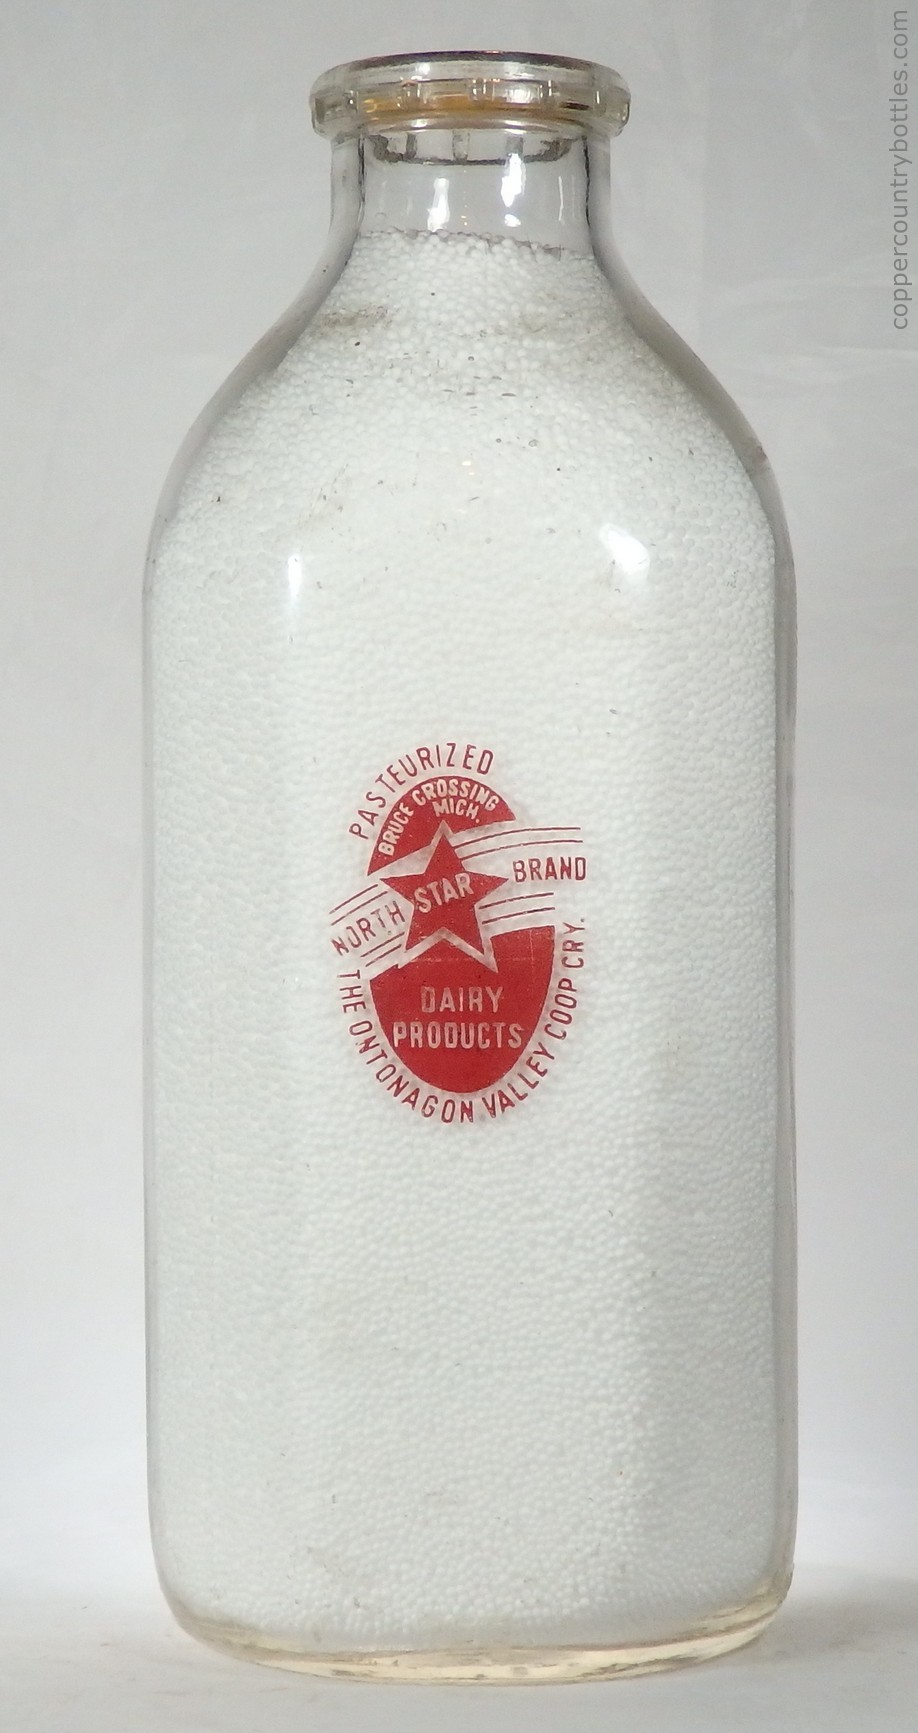 PASTEURIZED
BRUCE CROSSING
MICH.
NORTH STAR BRAND
DAIRY
PRODUCTS
THE ONTONAGON VALLEY COOP CRY.
coppercountrybottles.com